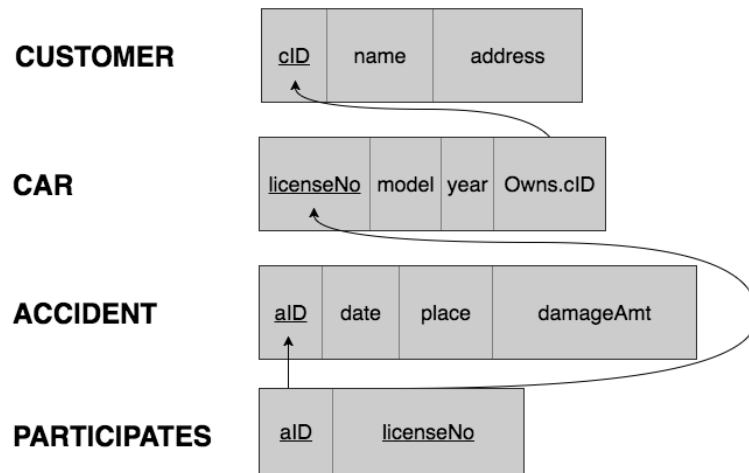 CUSTOMER cID name address
CAR licenseNo model year Owns.cID
ACCIDENT aID date place damageAmt
PARTICIPATES aID licenseNo